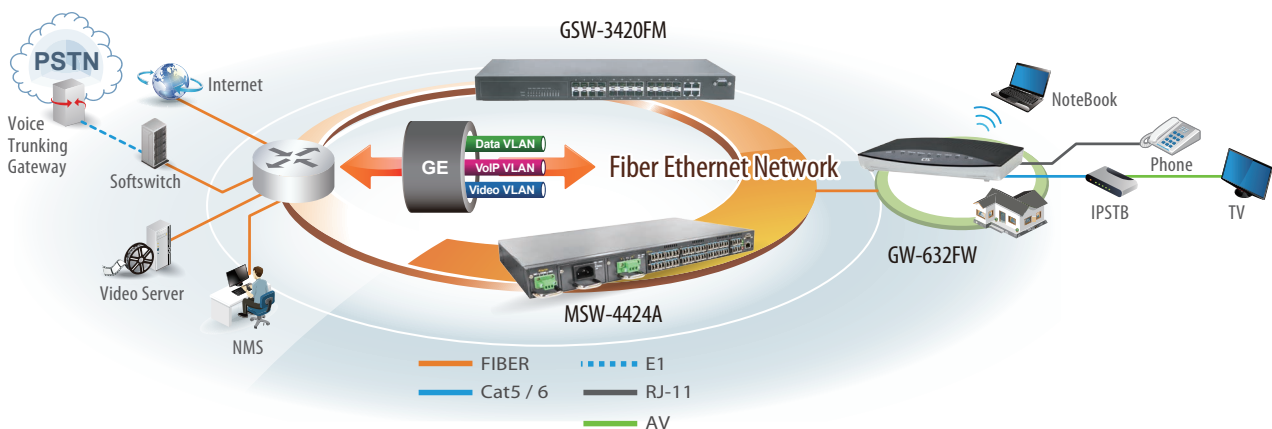 GSW-3420FM
PSTN
Internet
Voice
Trunking
Gateway
Softswitch
Video Server
NMS
GE
Data VLAN
VoIP VLAN
Video VLAN
Fiber Ethernet Network
MSW-4424A
NoteBook
Phone
IPSTB
TV
GW-632FW
FIBER
E1
Cat5 / 6
RJ-11
AV